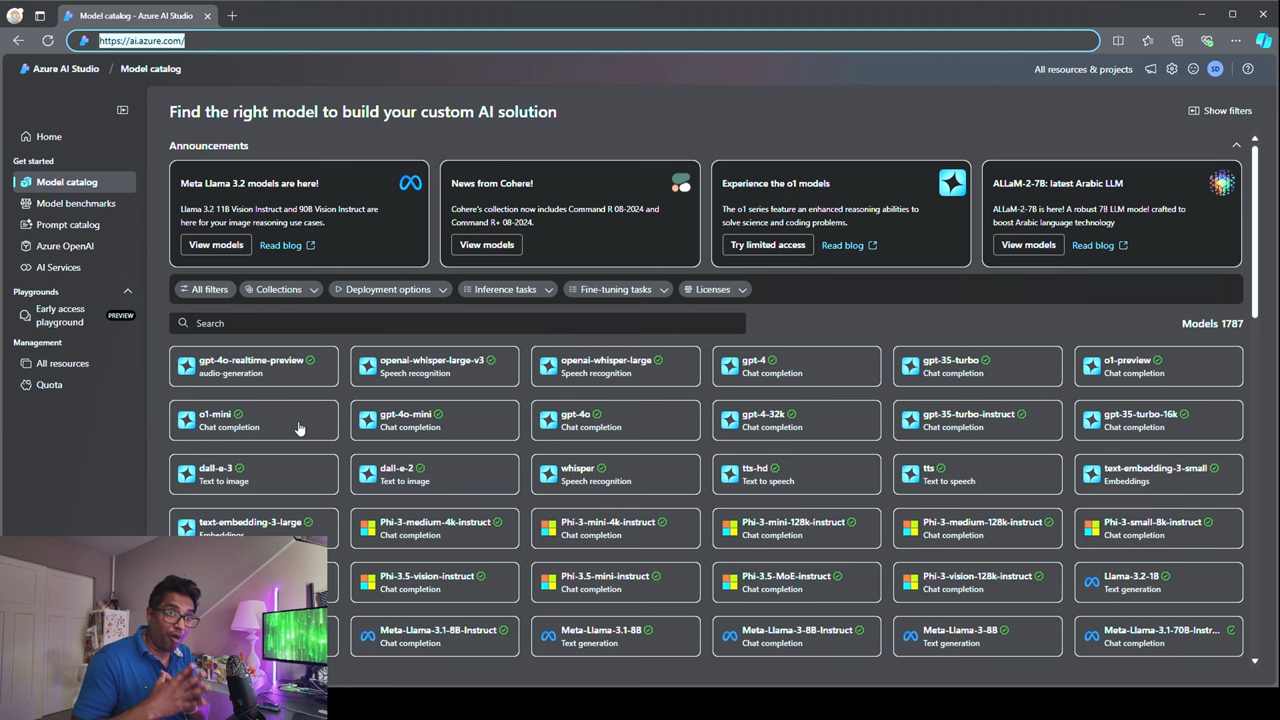 Model catalog - Azure AI Studio
https://ai.azure.com/
Azure AI Studio
Model catalog
All resources & projects
SD
Home
Get started
Model catalog
Model benchmarks
Prompt catalog
Azure OpenAI
AI Services
Playgrounds
Early access
playground
PREVIEW
Management
All resources
Quota
Find the right model to build your custom AI solution
Show filters
Announcements
Meta Llama 3.2 models are here!
Llama 3.2 11B Vision Instruct and 90B Vision Instruct are
here for your image reasoning use cases.
View models
Read blog
News from Cohere!
Cohere's collection now includes Command R 08-2024 and
Command R+ 08-2024.
View models
Experience the o1 models
The o1 series feature an enhanced reasoning abilities to
solve science and coding problems.
Try limited access
Read blog
ALLaM-2-7B: latest Arabic LLM
ALLaM-2-7B is here! A robust 7B LLM model crafted to
boost Arabic language technology
View models
Read blog
All filters
Collections
Deployment options
Inference tasks
Fine-tuning tasks
Licenses
Search
Models 1787
gpt-4o-realtime-preview
audio-generation
openai-whisper-large-v3
Speech recognition
openai-whisper-large
Speech recognition
gpt-4
Chat completion
gpt-35-turbo
Chat completion
o1-preview
Chat completion
o1-mini
Chat completion
gpt-4o-mini
Chat completion
gpt-4o
Chat completion
gpt-4-32k
Chat completion
gpt-35-turbo-instruct
Chat completion
gpt-35-turbo-16k
Chat completion
dall-e-3
Text to image
dall-e-2
Text to image
whisper
Speech recognition
tts-hd
Text to speech
tts
Text to speech
text-embedding-3-small
Embeddings
text-embedding-3-large
Embeddings
Phi-3-medium-4k-instruct
Chat completion
Phi-3-mini-4k-instruct
Chat completion
Phi-3-mini-128k-instruct
Chat completion
Phi-3-medium-128k-instruct
Chat completion
Phi-3-small-8k-instruct
Chat completion
Phi-3.5-vision-instruct
Chat completion
Phi-3.5-mini-instruct
Chat completion
Phi-3.5-MoE-instruct
Chat completion
Phi-3-vision-128k-instruct
Chat completion
Llama-3.2-1B
Text generation
Meta-Llama-3.1-8B-Instruct
Chat completion
Meta-Llama-3.1-8B
Text generation
Meta-Llama-3-8B-Instruct
Chat completion
Meta-Llama-3-8B
Text generation
Meta-Llama-3.1-70B-Instr...
Chat completion